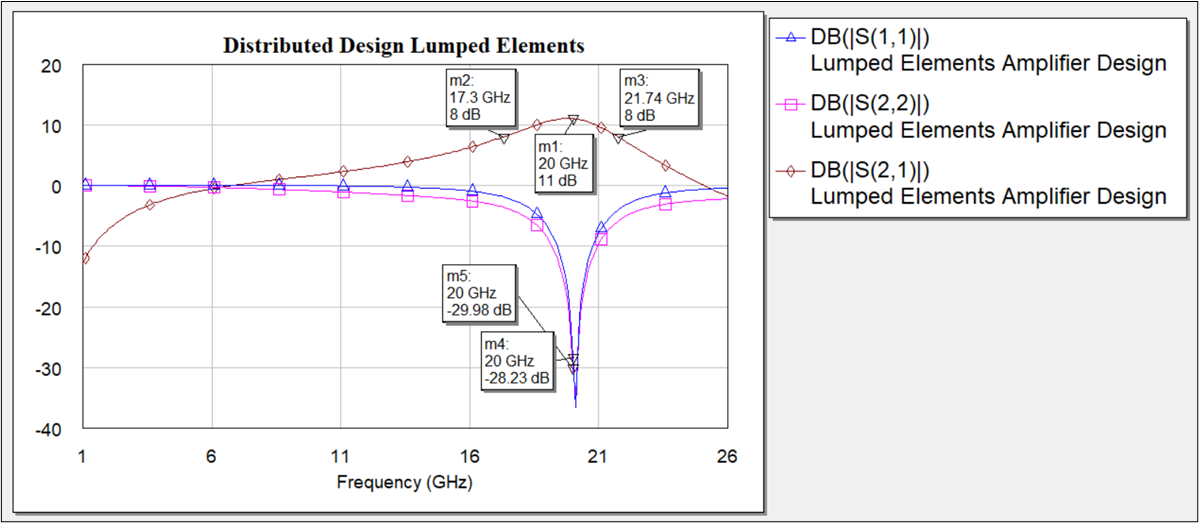 Distributed Design Lumped Elements
20
10
0
-10
-20
-30
-40
m2:
17.3 GHz
8 dB
m1:
20 GHz
11 dB
m3:
21.74 GHz
8 dB
m5:
20 GHz
-29.98 dB
m4:
20 GHz
-28.23 dB
1
6
11
16
21
26
Frequency (GHz)
DB(|S(1,1)|)
Lumped Elements Amplifier Design
DB(|S(2,2)|)
Lumped Elements Amplifier Design
DB(|S(2,1)|)
Lumped Elements Amplifier Design